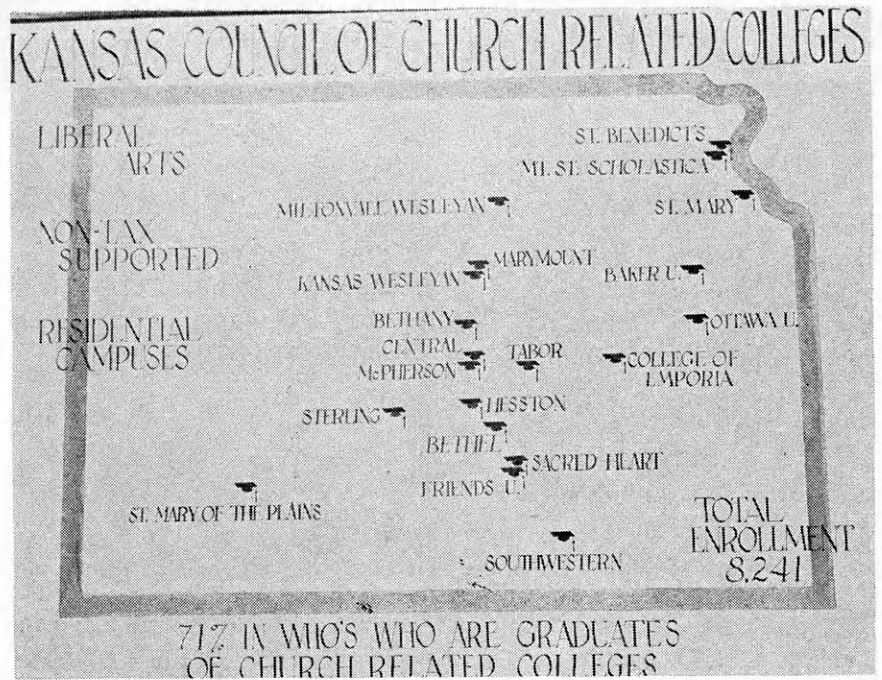 KANSAS COUNCIL OF CHURCH RELATED COLLEGES
LIBERAL
ARTS
NON-TAX
SUPPORTED
RESIDENTIAL
CAMPUSES
ST. BENEDICT'S
MT. ST. SCHOLASTICA
MILTONVALE WESLEYAN
ST. MARY
MARYMOUNT
KANSAS WESLEYAN
BAKER U.
BETHANY
OTTAWA U.
CENTRAL
McPHERSON
TABOR
COLLEGE OF
EMPORIA
STERLING
HESSTON
BETHEL
SACRED HEART
FRIENDS U.
ST. MARY OF THE PLAINS
SOUTHWESTERN
TOTAL
ENROLLMENT
8,241
71% IN WHO'S WHO ARE GRADUATES
OF CHURCH RELATED COLLEGES